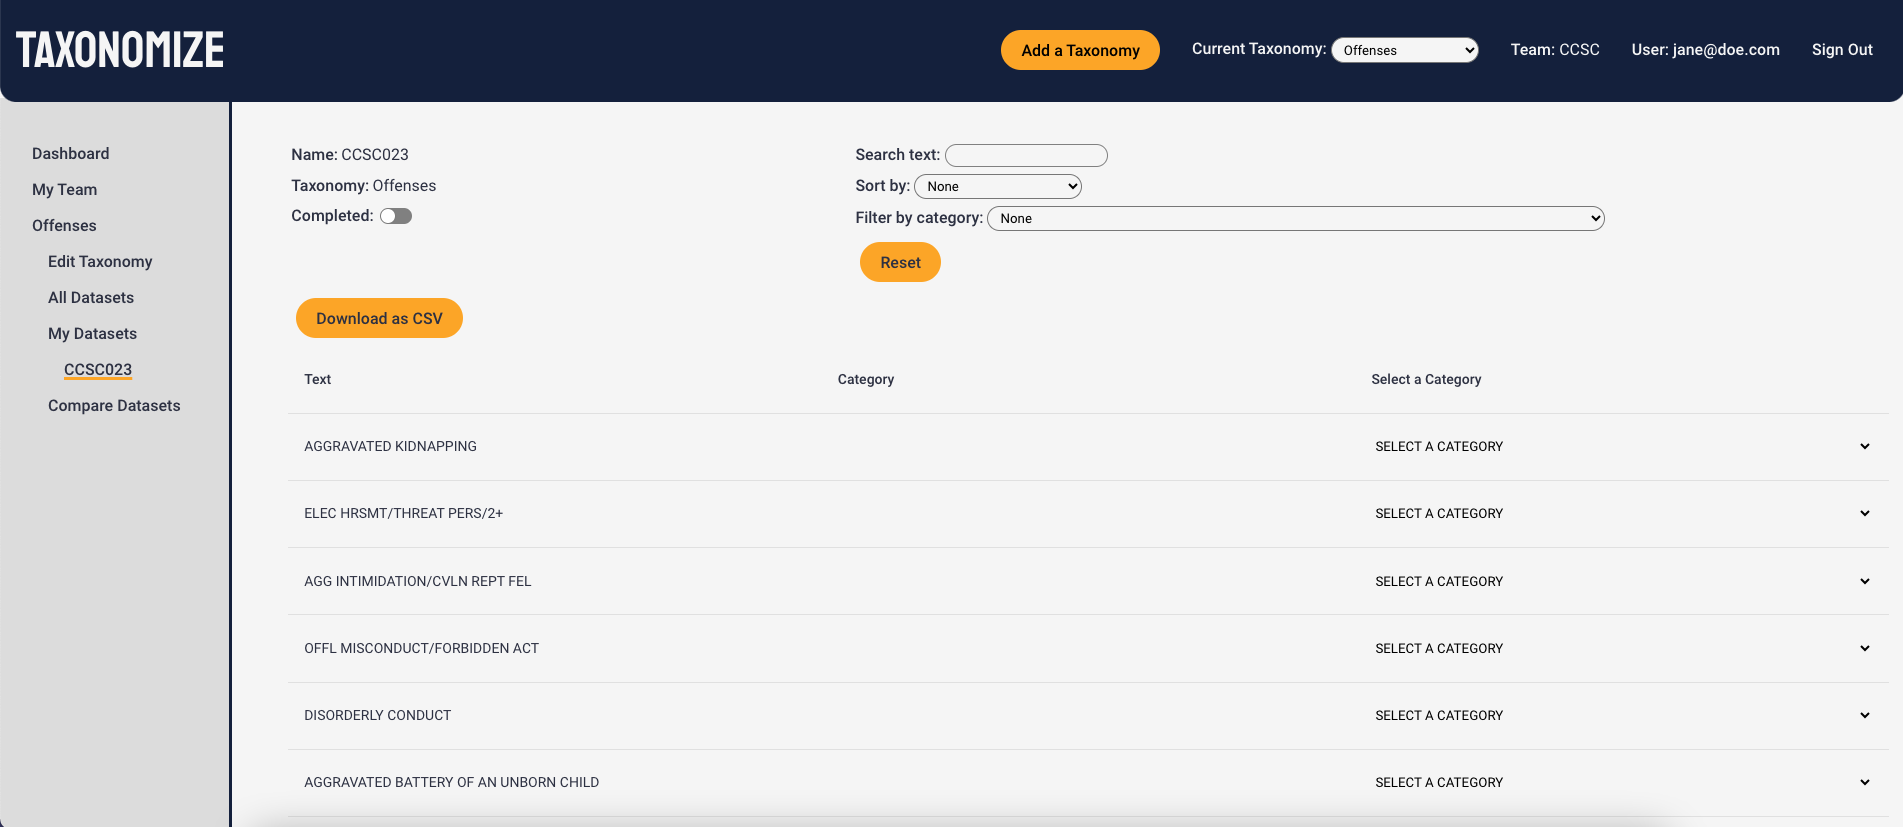 TAXONOMIZE
Add a Taxonomy
Current Taxonomy: Offenses
Team: CCSC
User: jane@doe.com
Sign Out
Dashboard
My Team
Offenses
Edit Taxonomy
All Datasets
My Datasets
CCSC023
Compare Datasets
Name: CCSC023
Taxonomy: Offenses
Completed:
Search text:
Sort by: None
Filter by category: None
Reset
Download as CSV
Text Category Select a Category
AGGRAVATED KIDNAPPING SELECT A CATEGORY
ELEC HRSMT/THREAT PERS/2+ SELECT A CATEGORY
AGG INTIMIDATION/CVLN REPT FEL SELECT A CATEGORY
OFFL MISCONDUCT/FORBIDDEN ACT SELECT A CATEGORY
DISORDERLY CONDUCT SELECT A CATEGORY
AGGRAVATED BATTERY OF AN UNBORN CHILD SELECT A CATEGORY